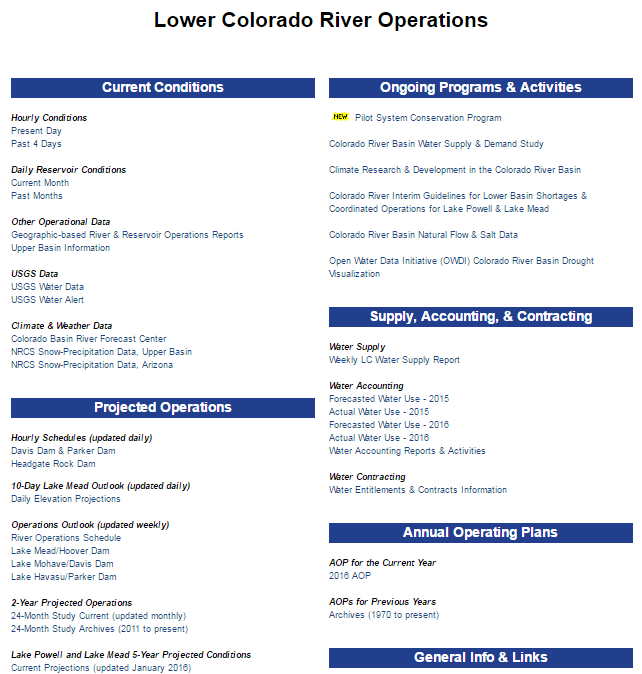 Lower Colorado River Operations
Current Conditions
Hourly Conditions
Present Day
Past 4 Days
Daily Reservoir Conditions
Current Month
Past Months
Other Operational Data
Geographic-based River & Reservoir Operations Reports
Upper Basin Information
USGS Data
USGS Water Data
USGS Water Alert
Climate & Weather Data
Colorado Basin River Forecast Center
NRCS Snow-Precipitation Data, Upper Basin
NRCS Snow-Precipitation Data, Arizona
Projected Operations
Hourly Schedules (updated daily)
Davis Dam & Parker Dam
Headgate Rock Dam
10-Day Lake Mead Outlook (updated daily)
Daily Elevation Projections
Operations Outlook (updated weekly)
River Operations Schedule
Lake Mead/Hoover Dam
Lake Mohave/Davis Dam
Lake Havasu/Parker Dam
2-Year Projected Operations
24-Month Study Current (updated monthly)
24-Month Study Archives (2011 to present)
Lake Powell and Lake Mead 5-Year Projected Conditions
Current Projections (updated January 2016)
Ongoing Programs & Activities
NEW Pilot System Conservation Program
Colorado River Basin Water Supply & Demand Study
Climate Research & Development in the Colorado River Basin
Colorado River Interim Guidelines for Lower Basin Shortages &
Coordinated Operations for Lake Powell & Lake Mead
Colorado River Basin Natural Flow & Salt Data
Open Water Data Initiative (OWDI) Colorado River Basin Drought
Visualization
Supply, Accounting, & Contracting
Water Supply
Weekly LC Water Supply Report
Water Accounting
Forecasted Water Use - 2015
Actual Water Use - 2015
Forecasted Water Use - 2016
Actual Water Use - 2016
Water Accounting Reports & Activities
Water Contracting
Water Entitlements & Contracts Information
Annual Operating Plans
AOP for the Current Year
2016 AOP
AOPs for Previous Years
Archives (1970 to present)
General Info & Links